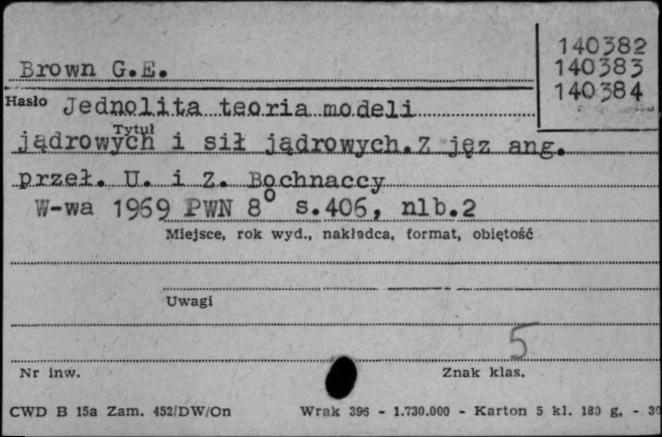 140382
Brown G.E. 140383
140384
Hasło Jednolita teoria modeli
Tytuł
jądrowych i sił jądrowych.Z jęz ang.
przeł. U. i Z. Bochnaccy
W-wa 1969 PWN 8° s.406, nlb.2
Miejsce, rok wyd., nakładca, format, objętość
Uwagi
5
Nr inw. Znak klas.
CWD B 15a Zam. 452/DW/On Wrak 396 - 1.730.000 - Karton 5 kl. 180 g, - 30